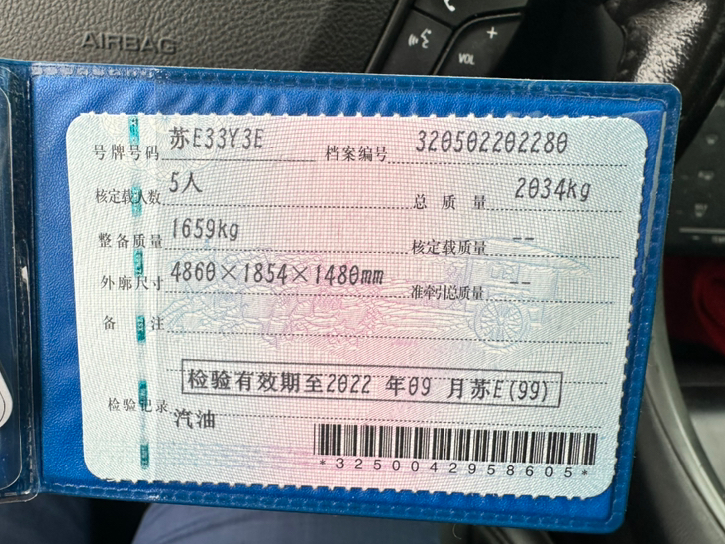 AIRBAG
+
VOL
号牌号码 苏E33Y3E 档案编号 320502202280
核定载人数 5人 总质量 2034kg
整备质量 1659kg 核定载质量 --
外廓尺寸 4860×1854×1480mm 准牵引总质量 --
备注
检验有效期至2022 年09 月苏E(99)
检验记录
汽油
*3250042958605*